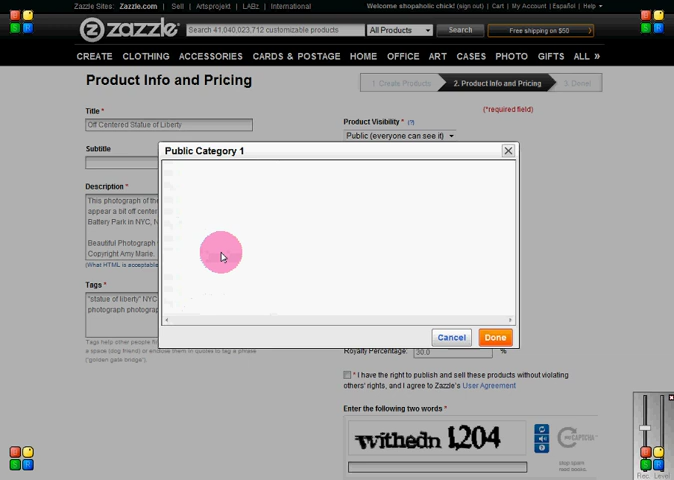 Zazzle Sites: Zazzle.com | Sell | Artsprojekt | LABz | International
Welcome shopaholic chick! (sign out) | Cart | My Account | Español | Help
zazzle
Search 41,040,023,712 customizable products
All Products
Search
Free shipping on $50
CREATE CLOTHING ACCESSORIES CARDS & POSTAGE HOME OFFICE ART CASES PHOTO GIFTS ALL »
Product Info and Pricing
1. Create Products
2. Product Info and Pricing
3. Done!
(*required field)
Title *
Off Centered Statue of Liberty
Subtitle
Description *
This photograph of the
appear a bit off center
Battery Park in NYC, N
Beautiful Photograph
Copyright Amy Marie.
(What HTML is acceptable
Tags *
"statue of liberty" NYC
photograph photograp
Tags help other people fi
a space (dog friend) or enclose them in quotes to tag a phrase
("golden gate bridge").
Product Visibility * (?)
Public (everyone can see it)
Public Category 1
Cancel
Done
Royalty Percentage: 30.0 %
* I have the right to publish and sell these products without violating
others' rights, and I agree to Zazzle's User Agreement
Enter the following two words *
withedn 1,204
stop spam
read books
Rec. Level